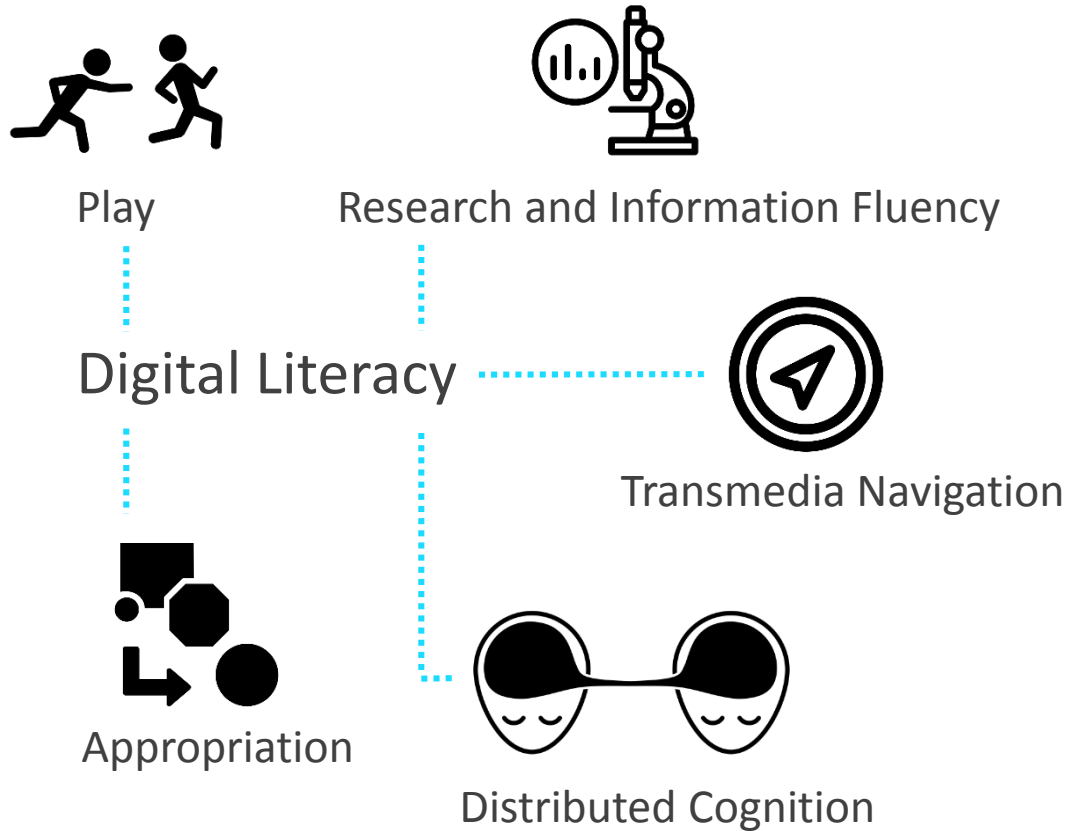 Play
Research and Information Fluency
Digital Literacy
Transmedia Navigation
Appropriation
Distributed Cognition